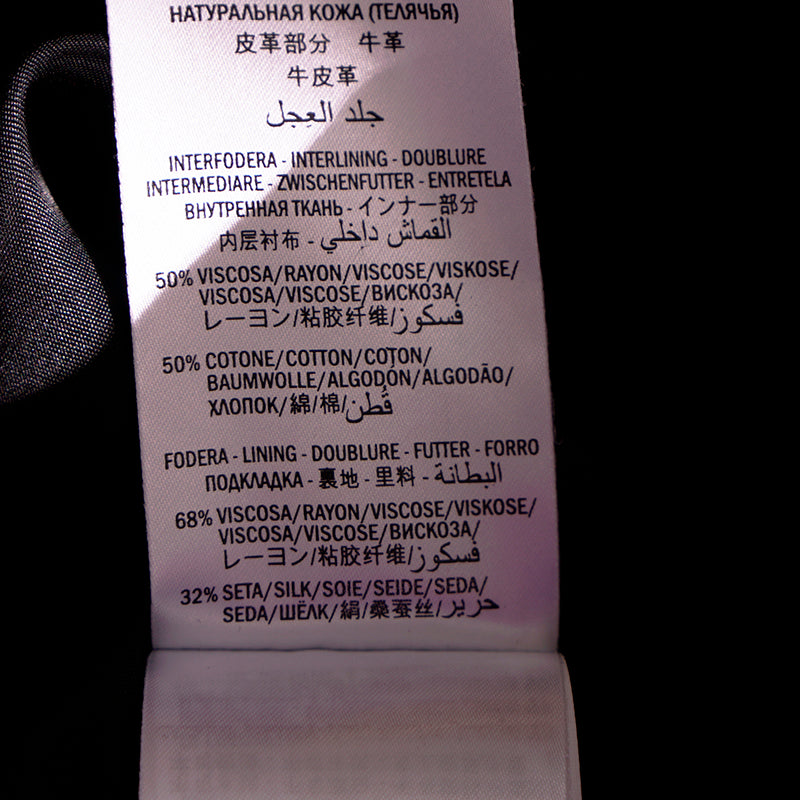 НАТУРАЛЬНАЯ КОЖА (ТЕЛЯЧЬЯ)
皮革部分 牛革
牛皮革
جلد العجل
INTERFODERA - INTERLINING - DOUBLURE
INTERMEDIARE - ZWISCHENFUTTER - ENTRETELA
ВНУТРЕННАЯ ТКАНЬ - インナー部分
内层衬布 - القماش داخلي
50% VISCOSA/RAYON/VISCOSE/VISKOSE/
VISCOSA/VISCOSE/ВИСКОЗА/
レーヨン/粘胶纤维/فسكوز
50% COTONE/COTTON/COTON/
BAUMWOLLE/ALGODÓN/ALGODÃO/
ХЛОПОК/綿/棉/قُطن
FODERA - LINING - DOUBLURE - FUTTER - FORRO
ПОДКЛАДКА - 裏地 - 里料 - البطانة
68% VISCOSA/RAYON/VISCOSE/VISKOSE/
VISCOSA/VISCOSE/ВИСКОЗА/
レーヨン/粘胶纤维/فسكوز
32% SETA/SILK/SOIE/SEIDE/SEDA/
SEDA/ШЁЛК/絹/桑蚕丝/حرير